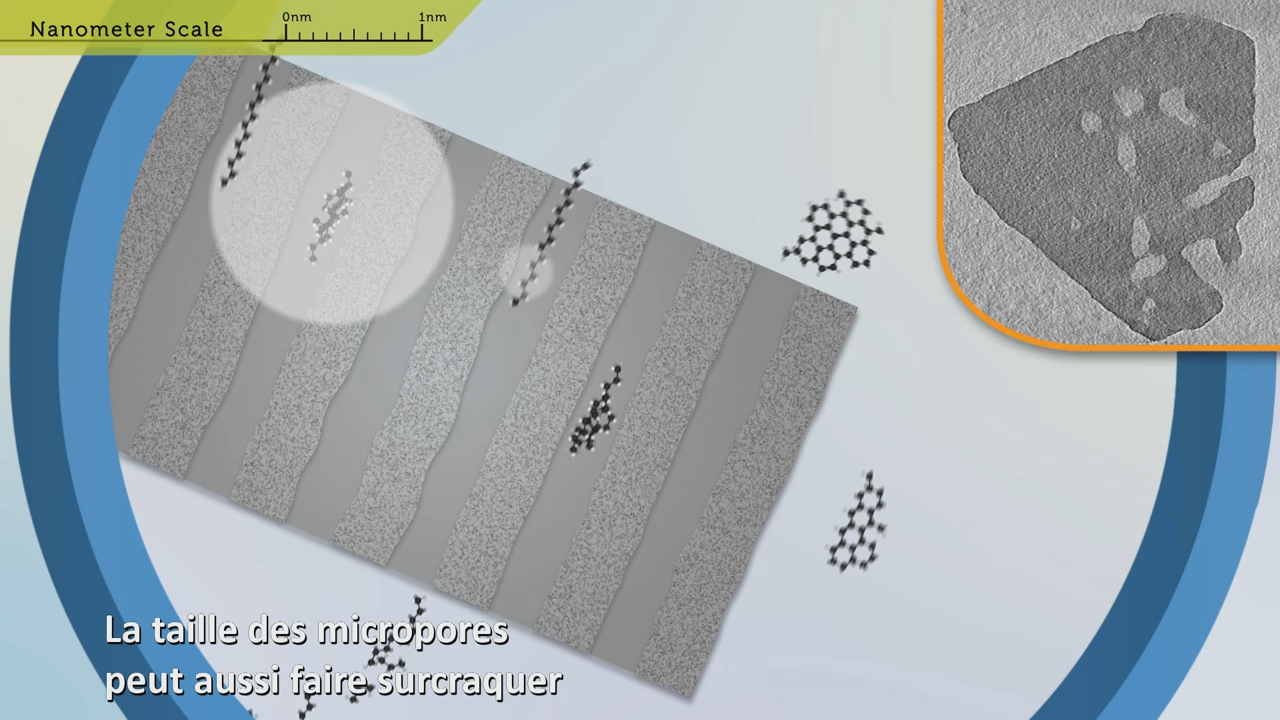 Nanometer Scale
0nm 1nm
La taille des micropores
peut aussi faire surcraquer